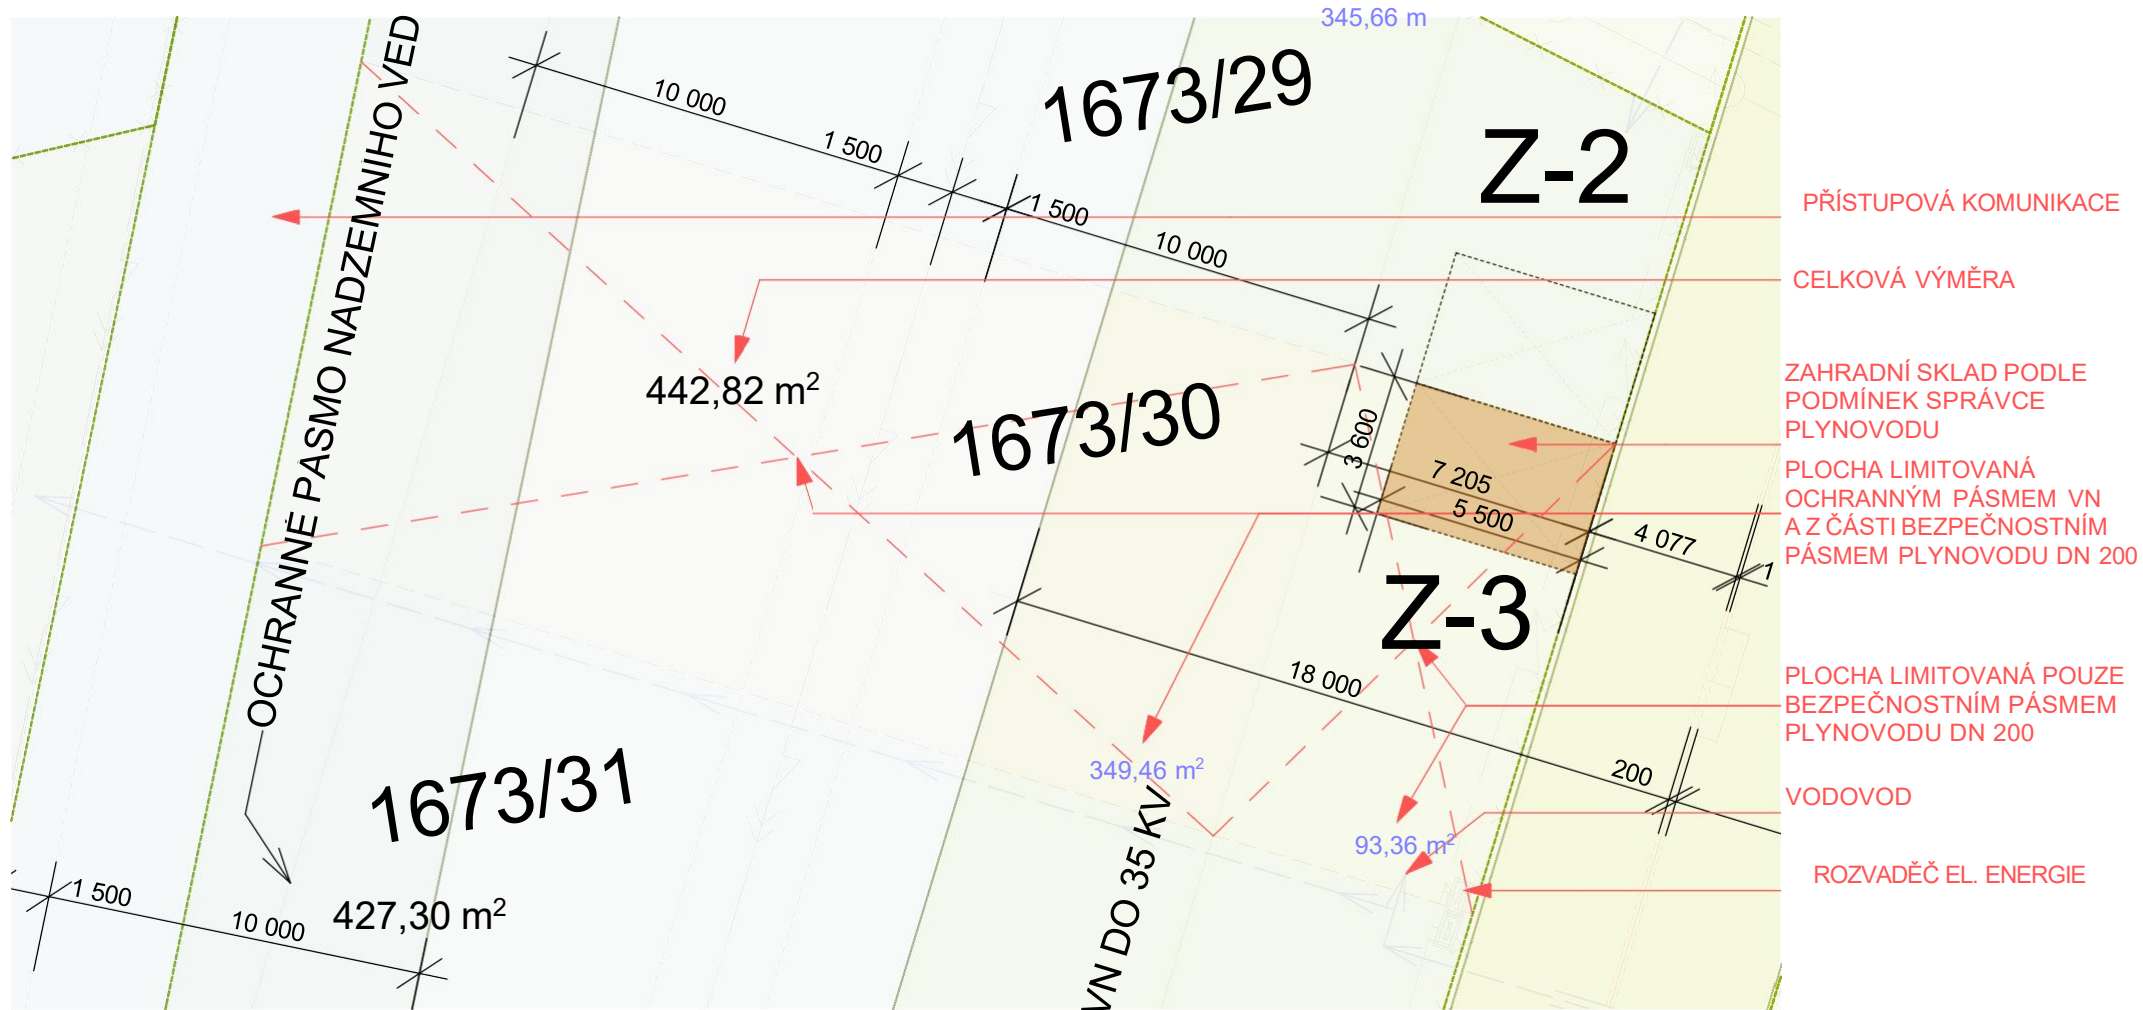 345,66 m
OCHRANNÉ PÁSMO NADZEMNÍHO VED
10 000
1 500
1673/29
Z-2
1 500
10 000
442,82 m²
1673/30
3 600
7 205
5 500
4 077
1
Z-3
18 000
200
349,46 m²
93,36 m²
1673/31
VN DO 35 KV
1 500
10 000
427,30 m²
PŘÍSTUPOVÁ KOMUNIKACE
CELKOVÁ VÝMĚRA
ZAHRADNÍ SKLAD PODLE
PODMÍNEK SPRÁVCE
PLYNOVODU
PLOCHA LIMITOVANÁ
OCHRANNÝM PÁSMEM VN
A Z ČÁSTI BEZPEČNOSTNÍM
PÁSMEM PLYNOVODU DN 200
PLOCHA LIMITOVANÁ POUZE
BEZPEČNOSTNÍM PÁSMEM
PLYNOVODU DN 200
VODOVOD
ROZVADĚČ EL. ENERGIE